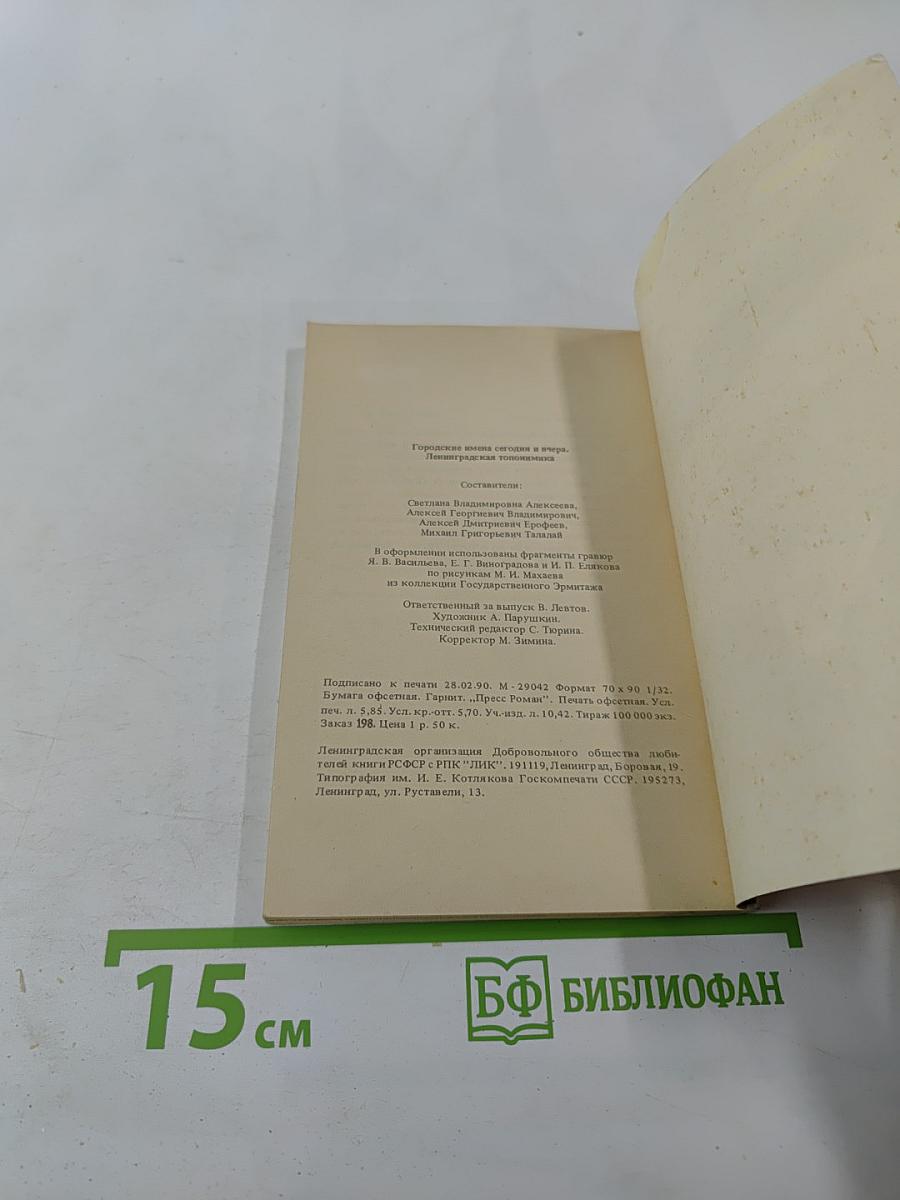 Городские имена сегодня и вчера.
Ленинградская топонимика
Составители:
Светлана Владимировна Алексеева,
Алексей Георгиевич Владимирович,
Алексей Дмитриевич Ерофеев,
Михаил Григорьевич Талалай
В оформлении использованы фрагменты гравюр
Я. В. Васильева, Е. Г. Виноградова и И. П. Елякова
по рисункам М. И. Махаева
из коллекции Государственного Эрмитажа
Ответственный за выпуск В. Левтов.
Художник А. Парушкин.
Технический редактор С. Тюрина.
Корректор М. Зимина.
Подписано к печати 28.02.90. М - 29042 Формат 70 х 90 1/32.
Бумага офсетная. Гарнит. „Пресс Роман". Печать офсетная. Усл.
печ. л. 5,85. Усл. кр.-отт. 5,70. Уч.-изд. л. 10,42. Тираж 100 000 экз.
Заказ 198. Цена 1 р. 50 к.
Ленинградская организация Добровольного общества люби-
телей книги РСФСР с РПК "ЛИК". 191119, Ленинград, Боровая, 19.
Типография им. И. Е. Котлякова Госкомпечати СССР. 195273,
Ленинград, ул. Руставели, 13.
15 см
БФ БИБЛИОФАН